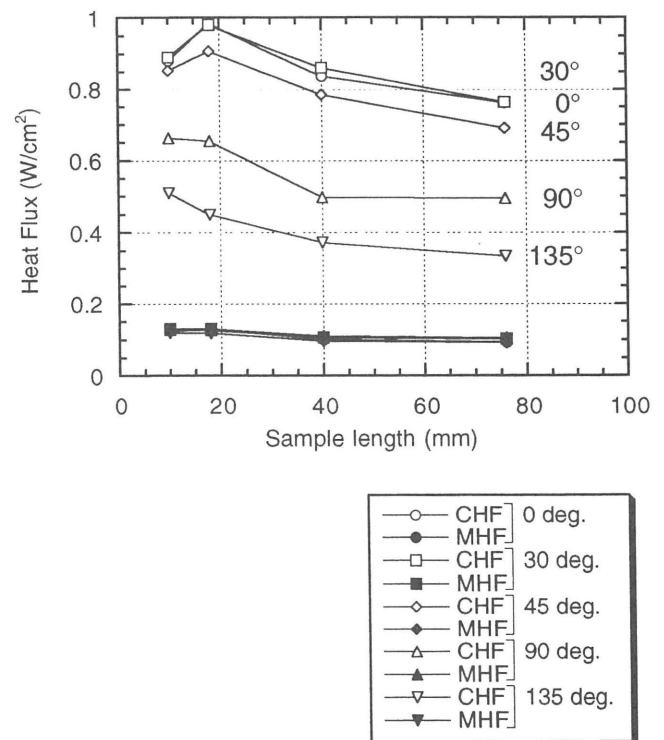 1
0.8
0.6
0.4
0.2
0
Heat Flux (W/cm²)
30°
0°
45°
90°
135°
0 20 40 60 80 100
Sample length (mm)
CHF
MHF
0 deg.
CHF
MHF
30 deg.
CHF
MHF
45 deg.
CHF
MHF
90 deg.
CHF
MHF
135 deg.